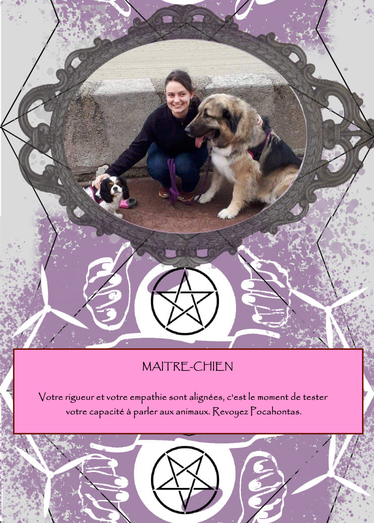 MAITRE-CHIEN
Votre rigueur et votre empathie sont alignées, c'est le moment de tester
votre capacité à parler aux animaux. Revoyez Pocahontas.